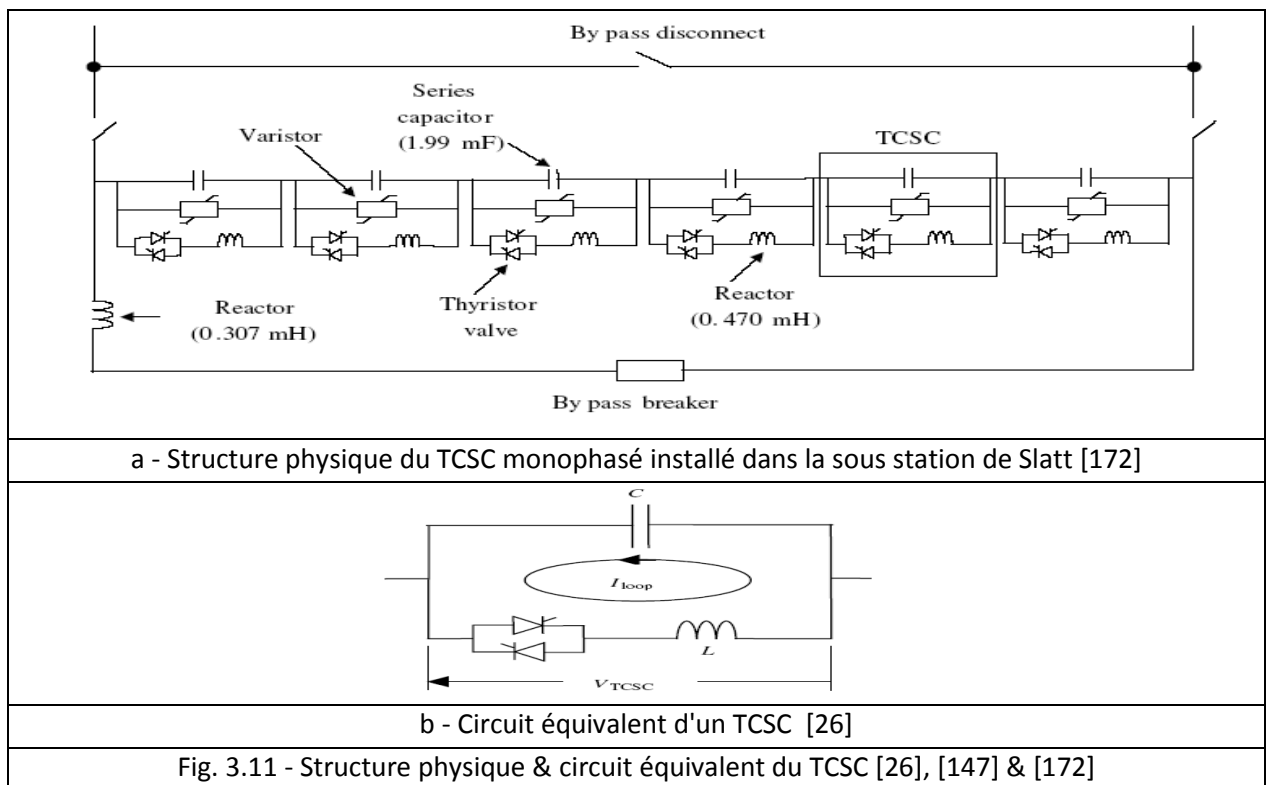 By pass disconnect
Series
capacitor
(1.99 mF)
Varistor
TCSC
Reactor
(0.307 mH)
Thyristor
valve
Reactor
(0.470 mH)
By pass breaker
a - Structure physique du TCSC monophasé installé dans la sous station de Slatt [172]
C
I loop
L
V TCSC
b - Circuit équivalent d'un TCSC [26]
Fig. 3.11 - Structure physique & circuit équivalent du TCSC [26], [147] & [172]